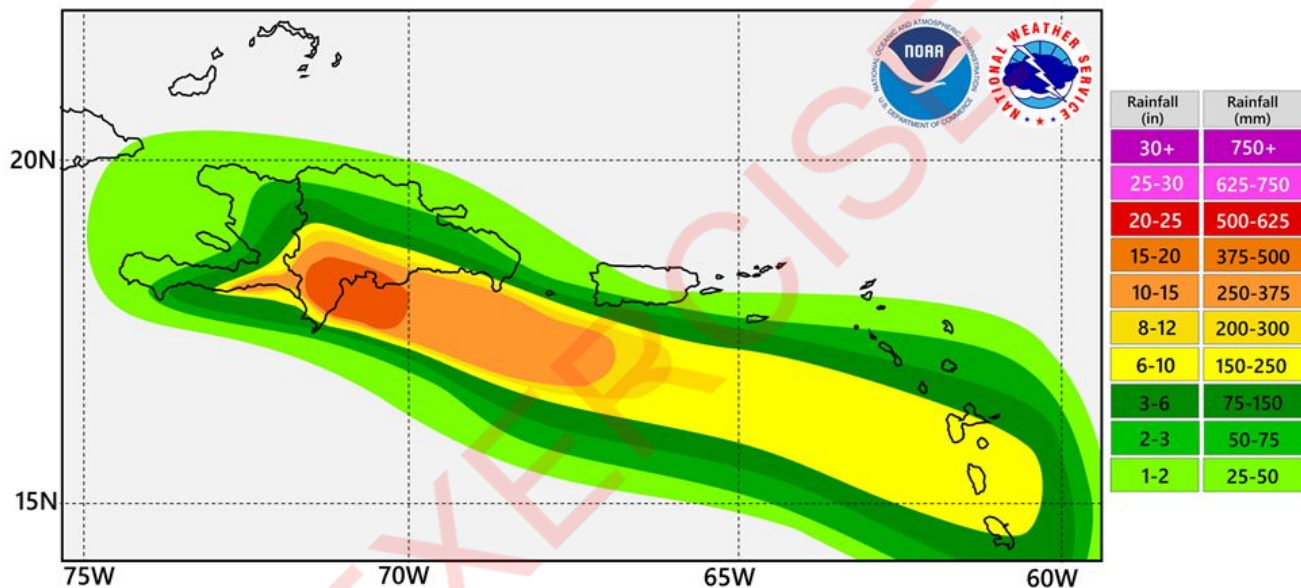 NATIONAL OCEANIC AND ATMOSPHERIC ADMINISTRATION
NOAA
U.S. DEPARTMENT OF COMMERCE
NATIONAL WEATHER SERVICE
EXERCISE
20N
15N
75W 70W 65W 60W
Rainfall (in) Rainfall (mm)
30+ 750+
25-30 625-750
20-25 500-625
15-20 375-500
10-15 250-375
8-12 200-300
6-10 150-250
3-6 75-150
2-3 50-75
1-2 25-50